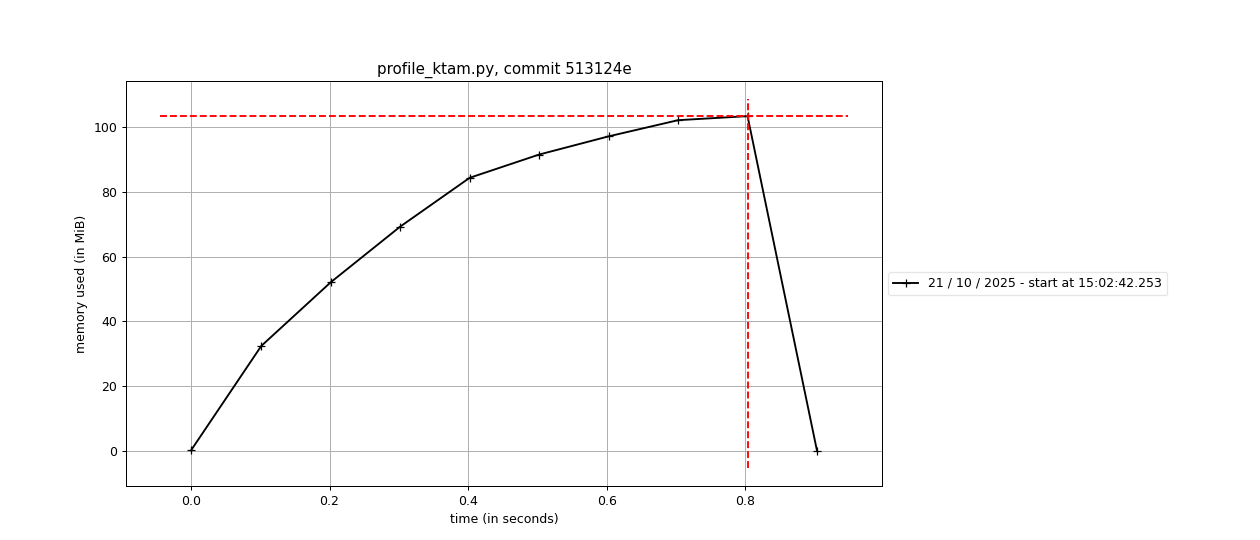 profile_ktam.py, commit 513124e
100
80
60
40
20
0
memory used (in MiB)
0.0 0.2 0.4 0.6 0.8
time (in seconds)
21 / 10 / 2025 - start at 15:02:42.253